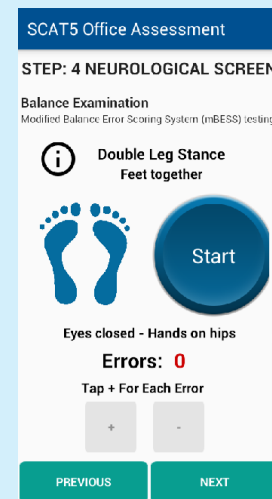 SCAT5 Office Assessment
STEP: 4 NEUROLOGICAL SCREEN
Balance Examination
Modified Balance Error Scoring System (mBESS) testing
Double Leg Stance
Feet together
Start
Eyes closed - Hands on hips
Errors: 0
Tap + For Each Error
+ -
PREVIOUS NEXT